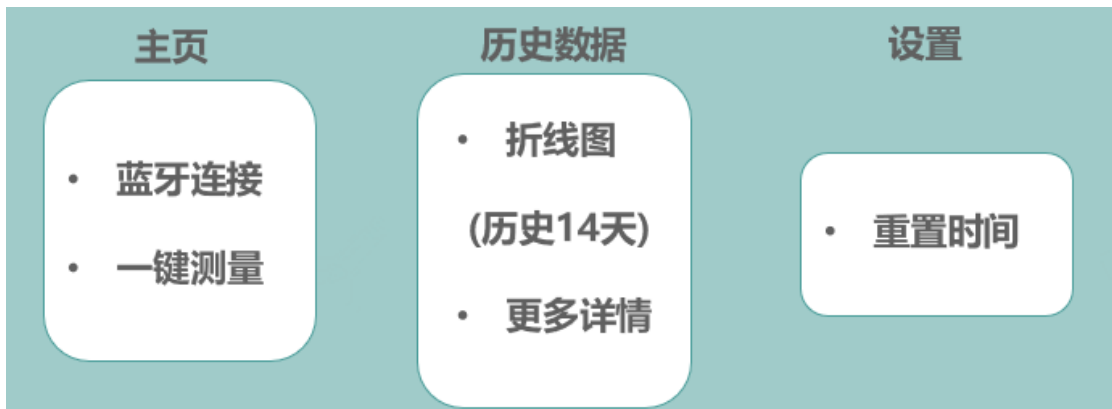 主页
• 蓝牙连接
• 一键测量
历史数据
• 折线图
(历史14天)
• 更多详情
设置
• 重置时间